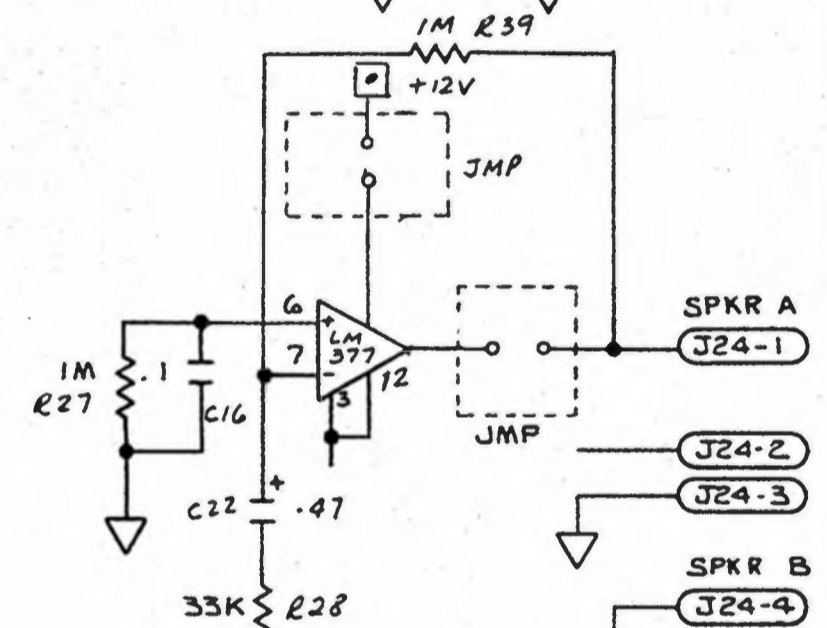 1M R39
+12V
JMP
SPKR A
6
+
LM
377
J24-1
7
-
12
3
1M
R27
.1
C16
JMP
J24-2
C22
+
.47
J24-3
SPKR B
33K R28
J24-4